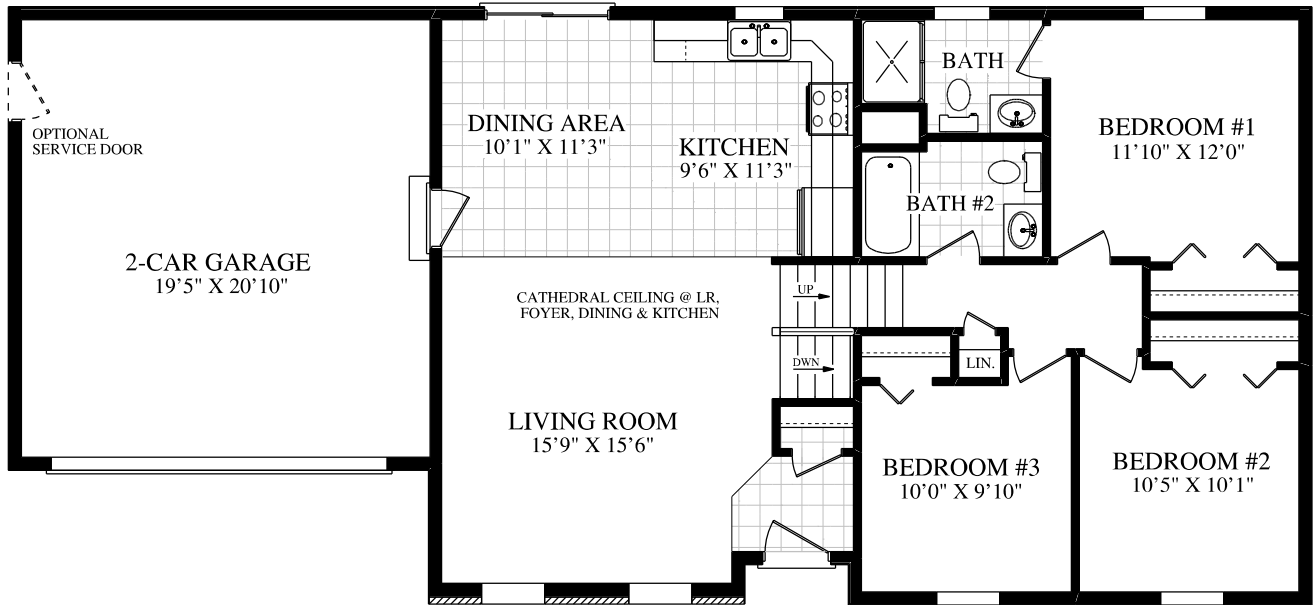 OPTIONAL
SERVICE DOOR
2-CAR GARAGE
19'5" X 20'10"
DINING AREA
10'1" X 11'3"
KITCHEN
9'6" X 11'3"
BATH
BATH #2
BEDROOM #1
11'10" X 12'0"
CATHEDRAL CEILING @ LR,
FOYER, DINING & KITCHEN
UP
DWN
LIN.
LIVING ROOM
15'9" X 15'6"
BEDROOM #3
10'0" X 9'10"
BEDROOM #2
10'5" X 10'1"